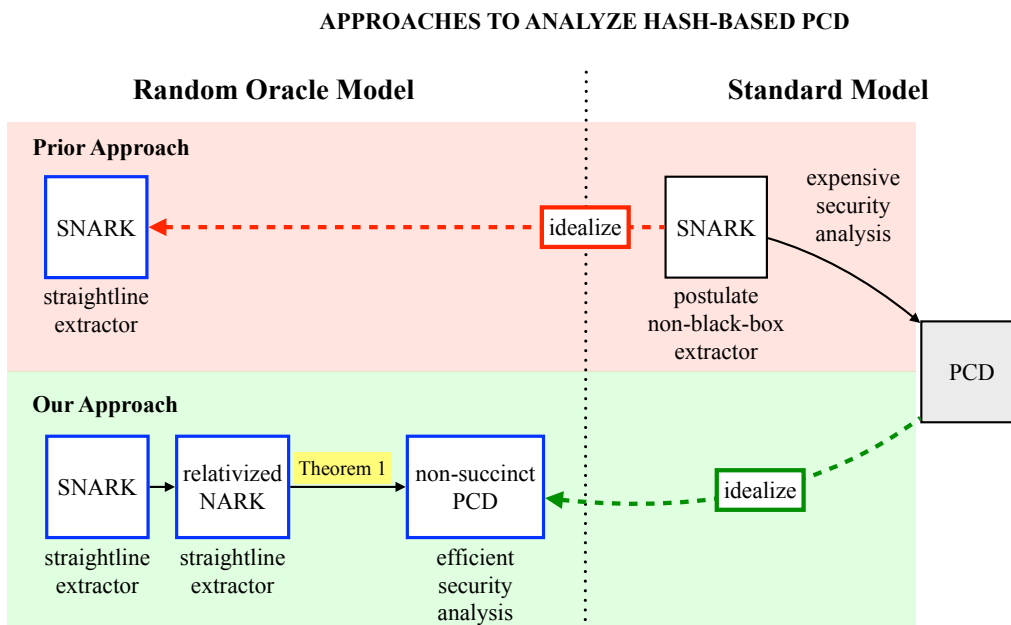 APPROACHES TO ANALYZE HASH-BASED PCD
Random Oracle Model
Standard Model
Prior Approach
SNARK
straightline
extractor
idealize
SNARK
postulate
non-black-box
extractor
expensive
security
analysis
PCD
Our Approach
SNARK
straightline
extractor
relativized
NARK
straightline
extractor
Theorem 1
non-succinct
PCD
efficient
security
analysis
idealize